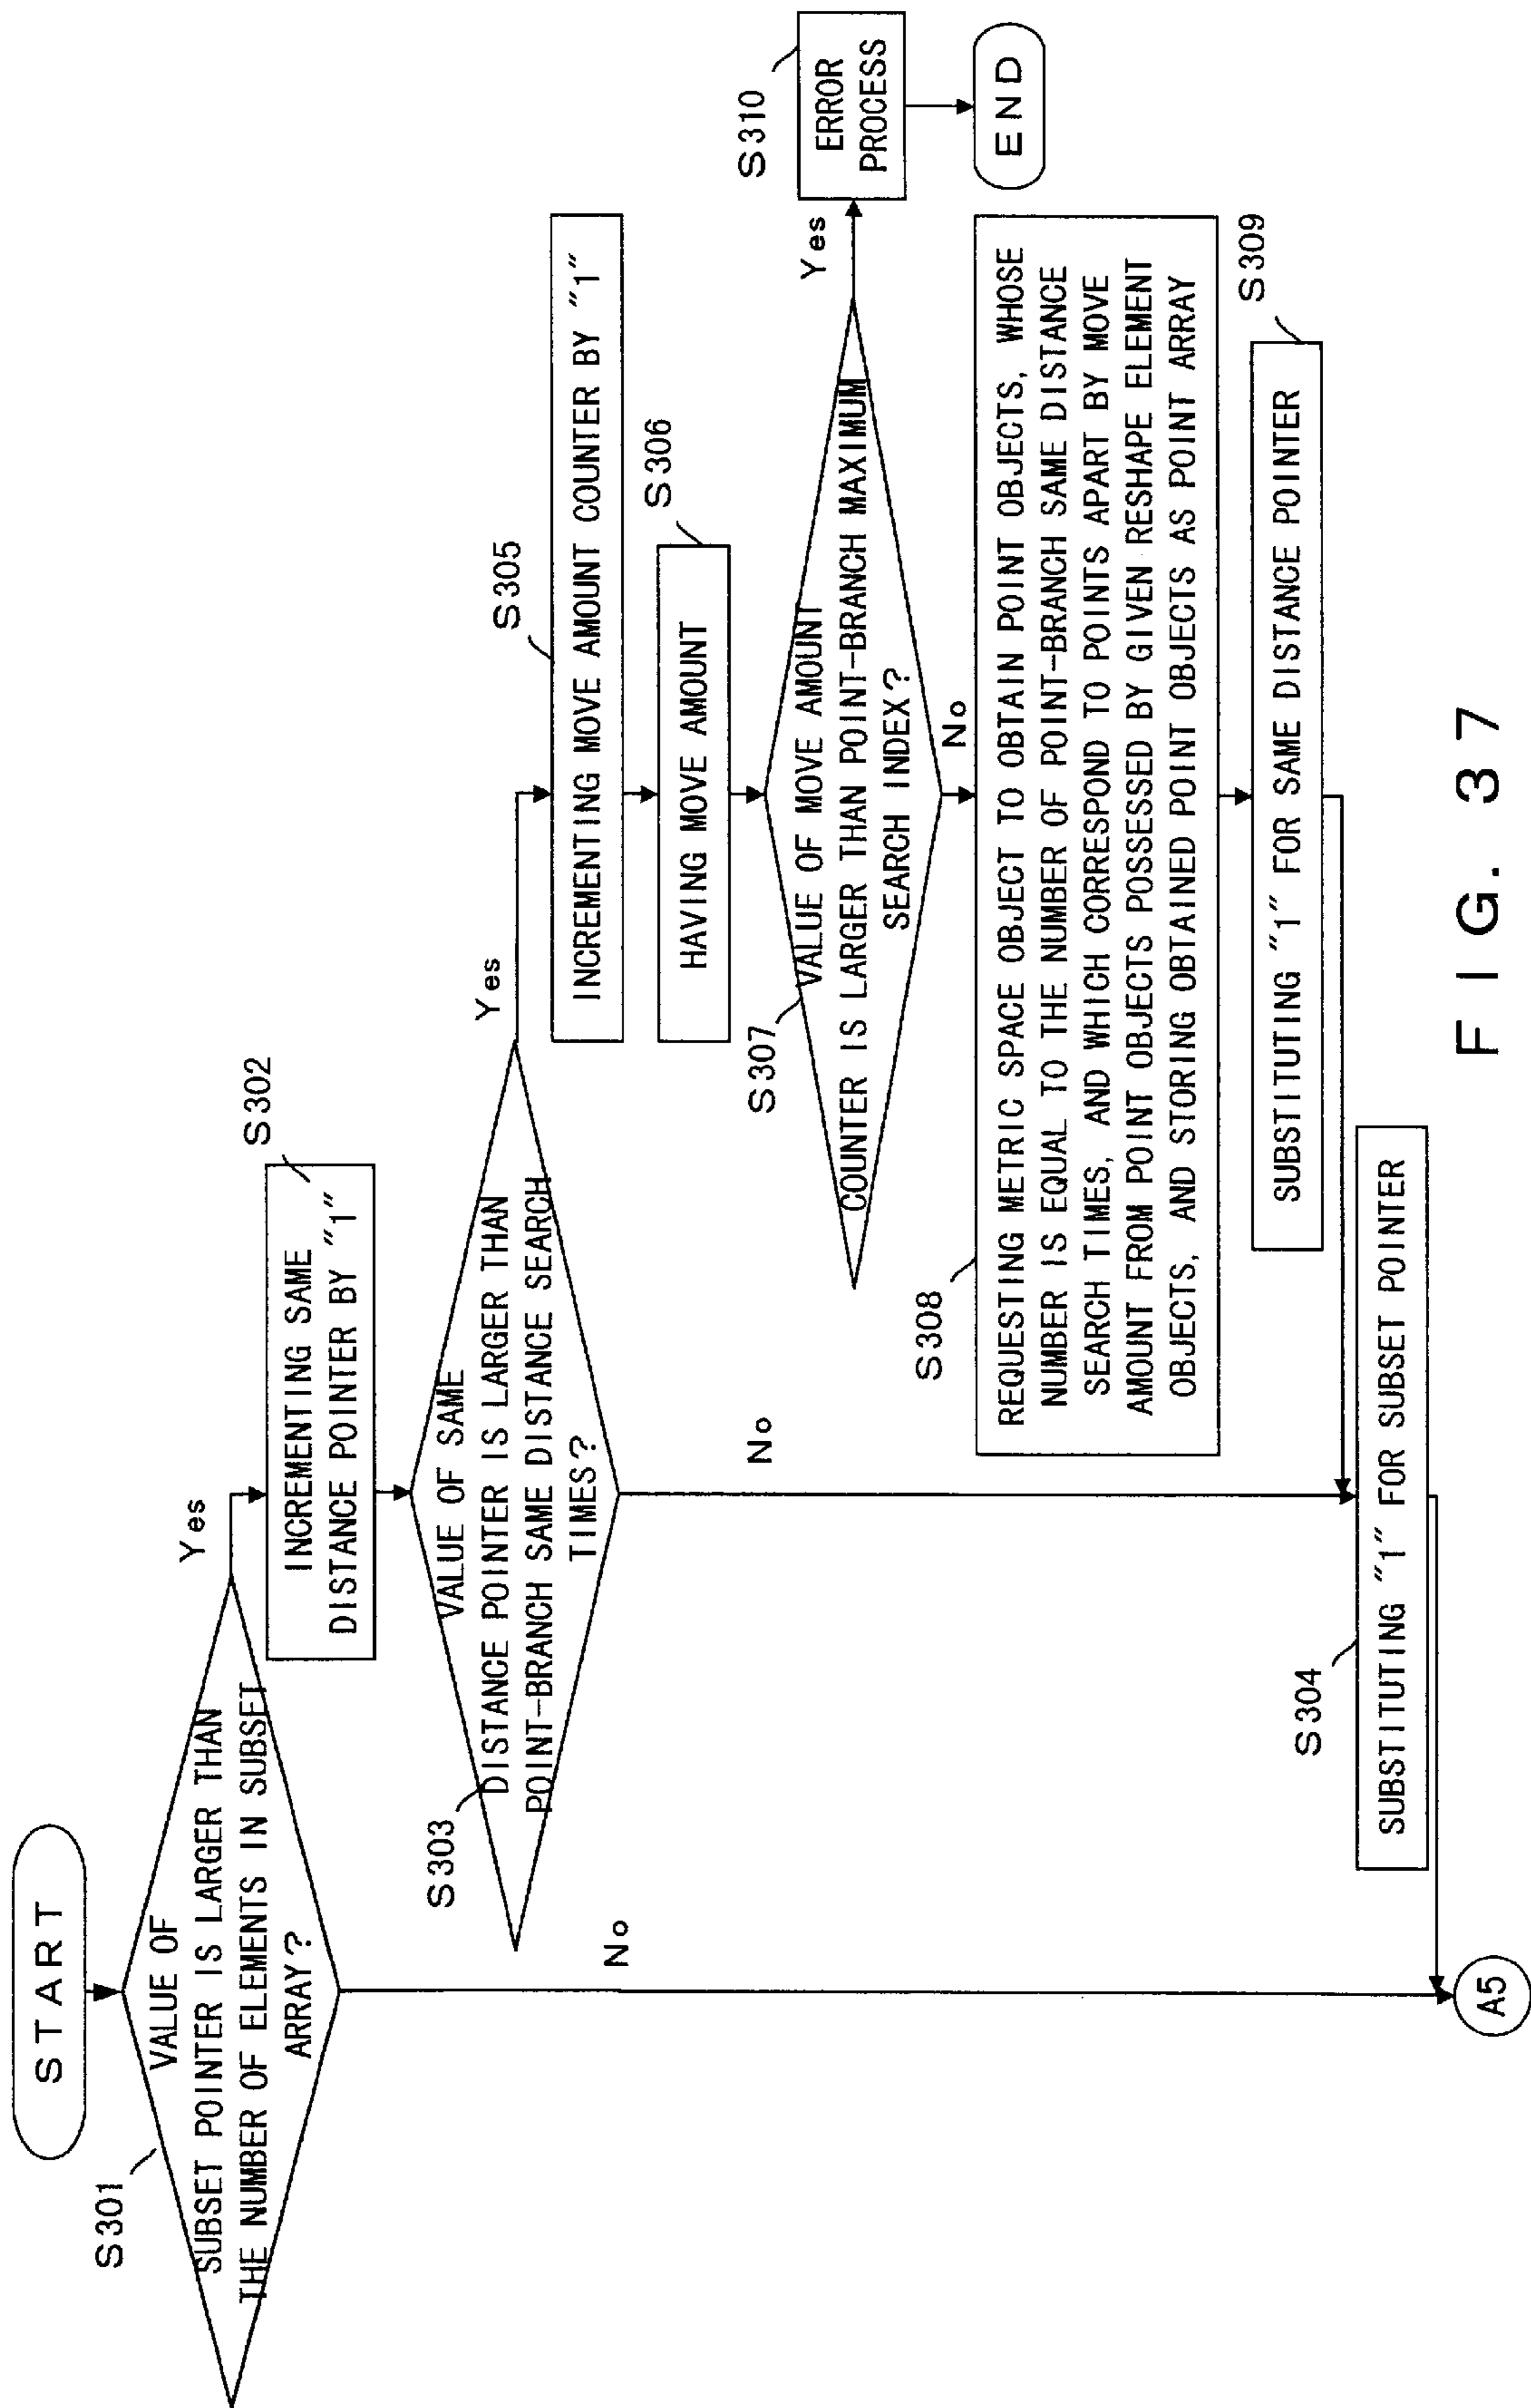 START
S301
VALUE OF
SUBSET POINTER IS LARGER THAN
THE NUMBER OF ELEMENTS IN SUBSET
ARRAY?
Yes
No
S302
INCREMENTING SAME
DISTANCE POINTER BY "1"
S303
VALUE OF SAME
DISTANCE POINTER IS LARGER THAN
POINT-BRANCH SAME DISTANCE SEARCH
TIMES?
Yes
No
S305
INCREMENTING MOVE AMOUNT COUNTER BY "1"
S306
HAVING MOVE AMOUNT
S307
VALUE OF MOVE AMOUNT
COUNTER IS LARGER THAN POINT-BRANCH MAXIMUM
SEARCH INDEX?
Yes
No
S310
ERROR
PROCESS
END
S308
REQUESTING METRIC SPACE OBJECT TO OBTAIN POINT OBJECTS, WHOSE
NUMBER IS EQUAL TO THE NUMBER OF POINT-BRANCH SAME DISTANCE
SEARCH TIMES, AND WHICH CORRESPOND TO POINTS APART BY MOVE
AMOUNT FROM POINT OBJECTS POSSESSED BY GIVEN RESHAPE ELEMENT
OBJECTS, AND STORING OBTAINED POINT OBJECTS AS POINT ARRAY
S309
SUBSTITUTING "1" FOR SAME DISTANCE POINTER
S304
SUBSTITUTING "1" FOR SUBSET POINTER
A5
FIG. 37